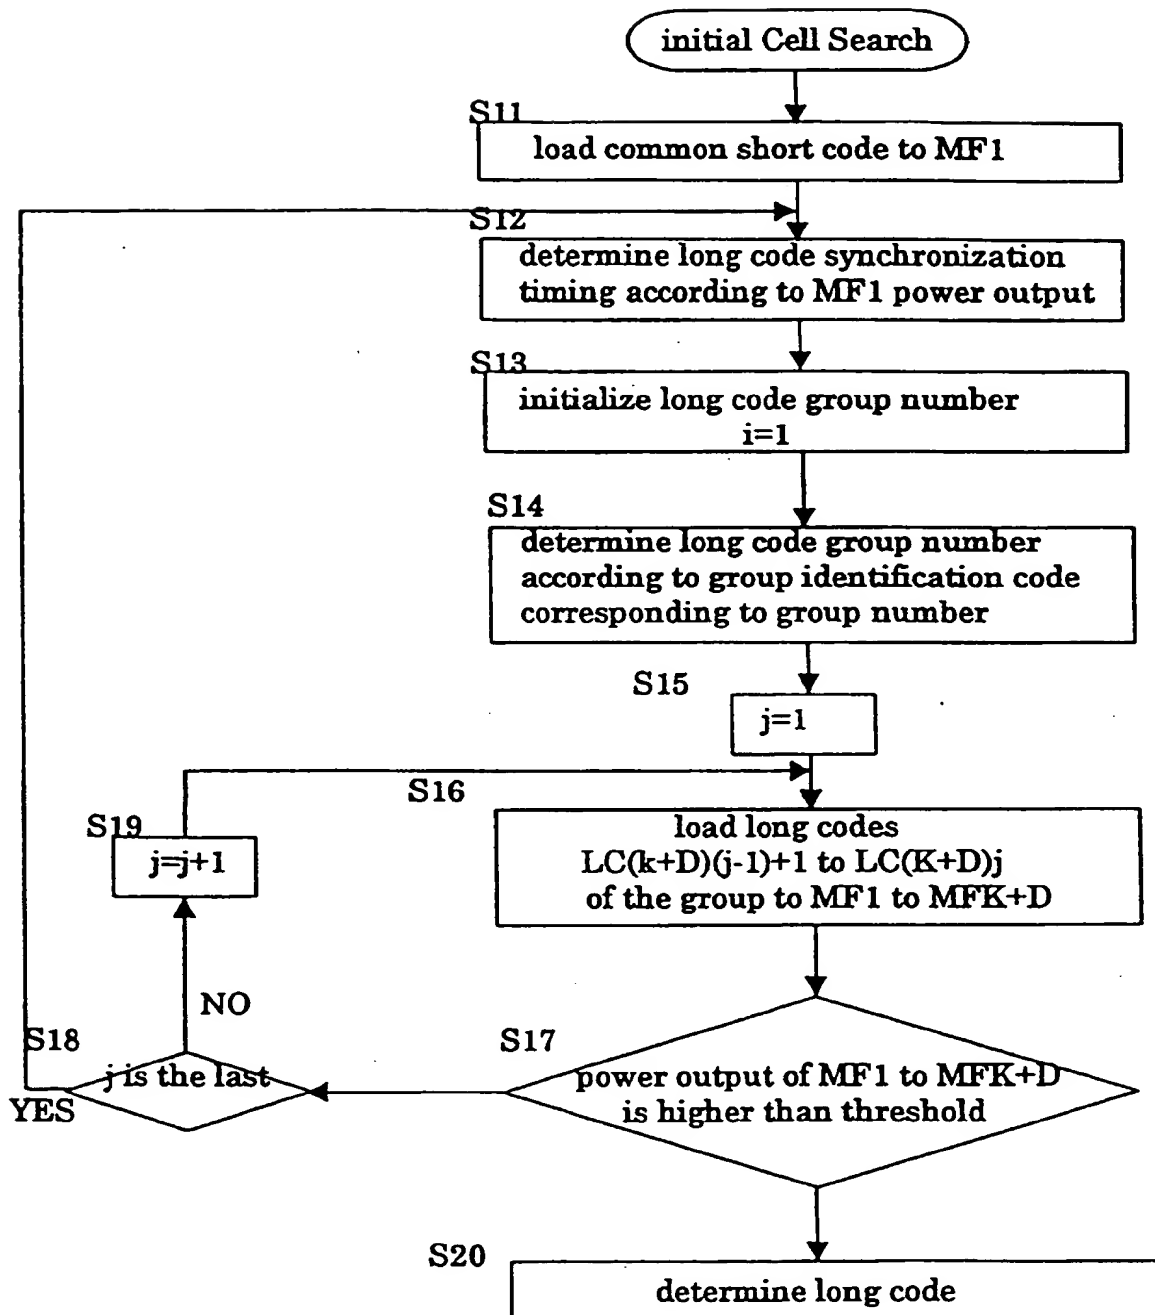 initial Cell Search
S11
load common short code to MF1
S12
determine long code synchronization
timing according to MF1 power output
S13
initialize long code group number
i=1
S14
determine long code group number
according to group identification code
corresponding to group number
S15
j=1
S16
load long codes
LC(k+D)(j-1)+1 to LC(K+D)j
of the group to MF1 to MFK+D
S19
j=j+1
NO
S18
j is the last
YES
S17
power output of MF1 to MFK+D
is higher than threshold
S20
determine long code